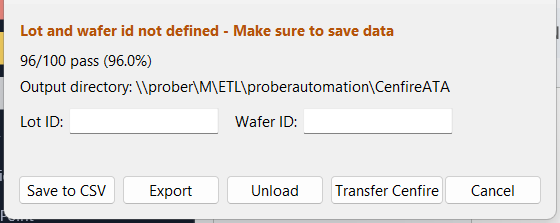 Lot and wafer id not defined - Make sure to save data
96/100 pass (96.0%)
Output directory: \\prober\M\ETL\proberautomation\CenfireATA
Lot ID: Wafer ID:
Save to CSV Export Unload Transfer Cenfire Cancel
Point